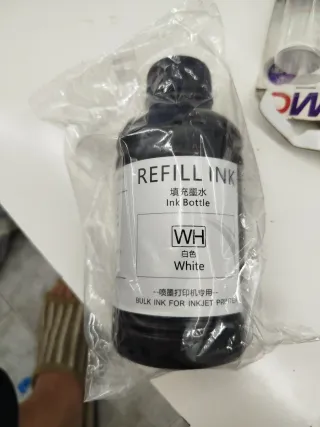 REFILL INK
填充墨水
Ink Bottle
WH
白色
White
--喷墨打印机专用--
BULK INK FOR INKJET PRINTER